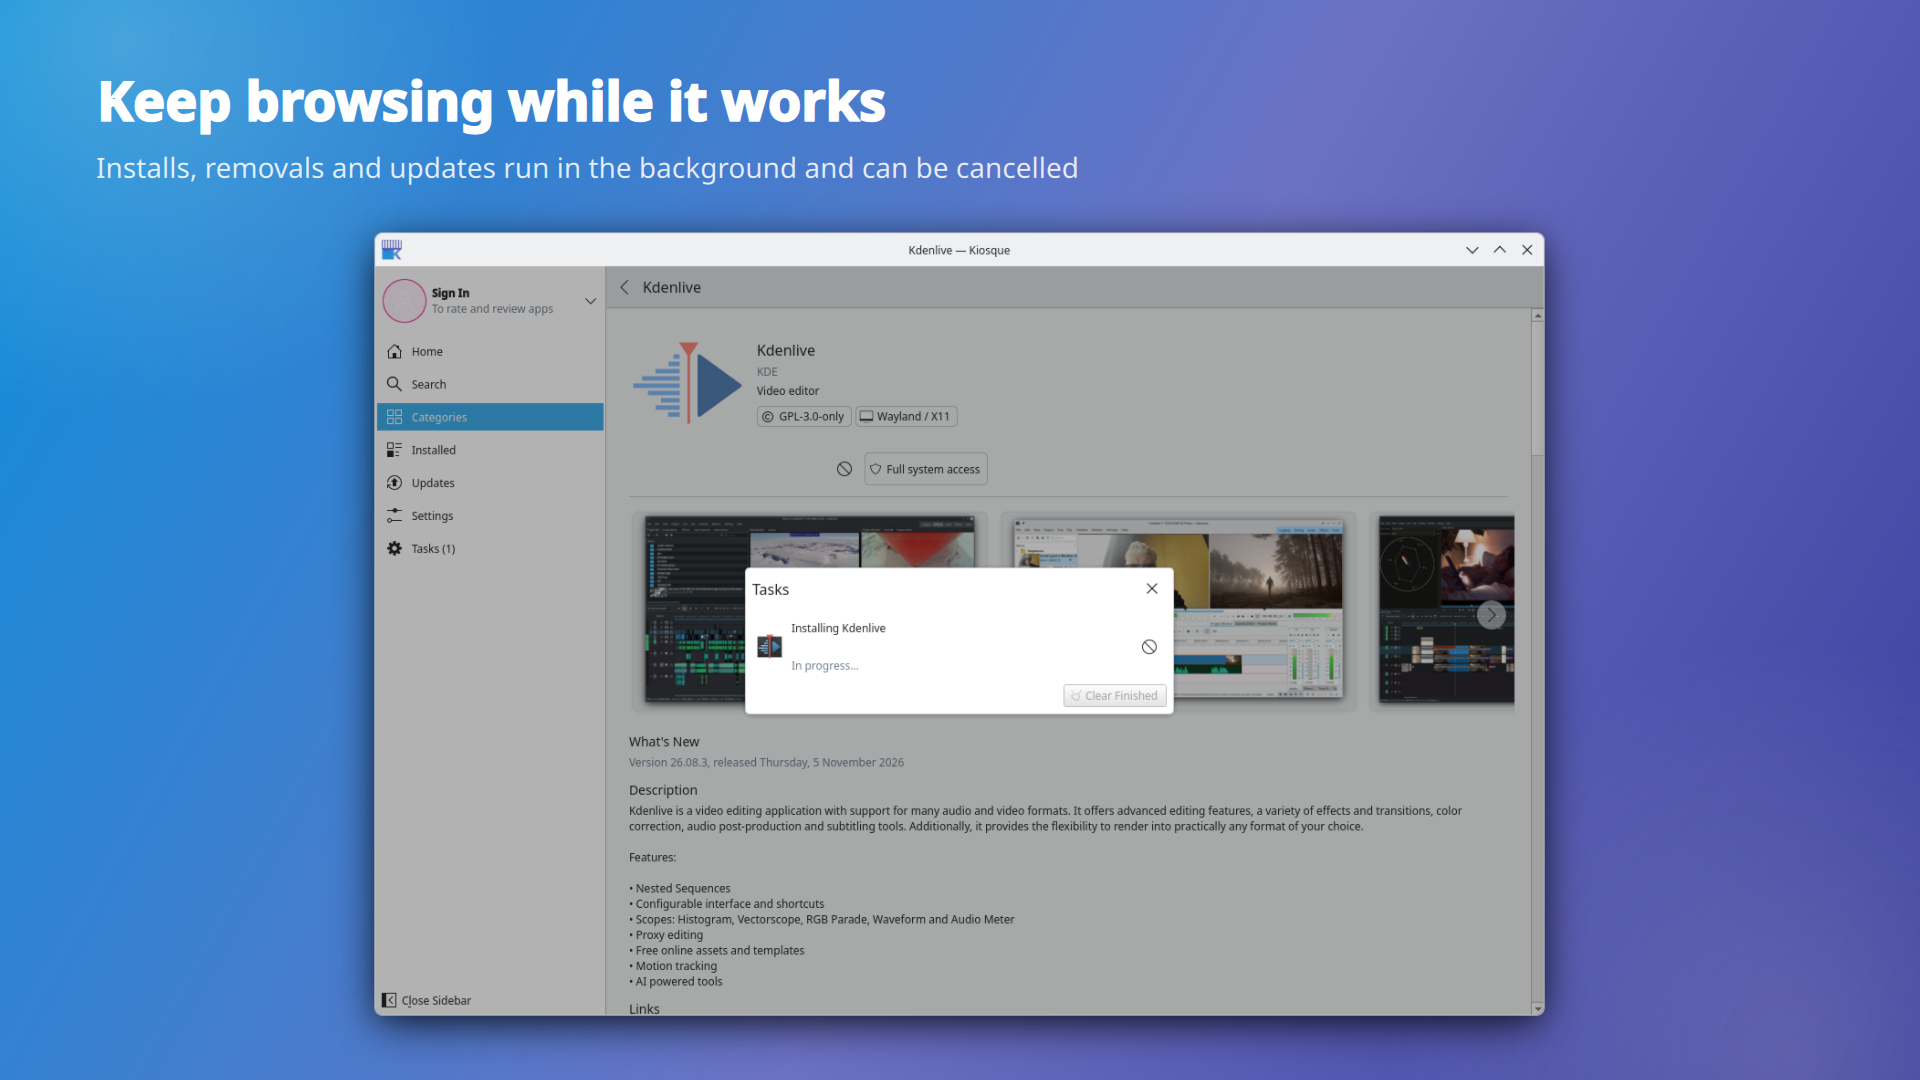 Keep browsing while it works
Installs, removals and updates run in the background and can be cancelled
Kdenlive — Kiosque
Sign In
To rate and review apps
Home
Search
Categories
Installed
Updates
Settings
Tasks (1)
Close Sidebar
Kdenlive
Kdenlive
KDE
Video editor
GPL-3.0-only
Wayland / X11
Full system access
Tasks
Installing Kdenlive
In progress...
Clear Finished
What's New
Version 26.08.3, released Thursday, 5 November 2026
Description
Kdenlive is a video editing application with support for many audio and video formats. It offers advanced editing features, a variety of effects and transitions, color
correction, audio post-production and subtitling tools. Additionally, it provides the flexibility to render into practically any format of your choice.
Features:
• Nested Sequences
• Configurable interface and shortcuts
• Scopes: Histogram, Vectorscope, RGB Parade, Waveform and Audio Meter
• Proxy editing
• Free online assets and templates
• Motion tracking
• AI powered tools
Links